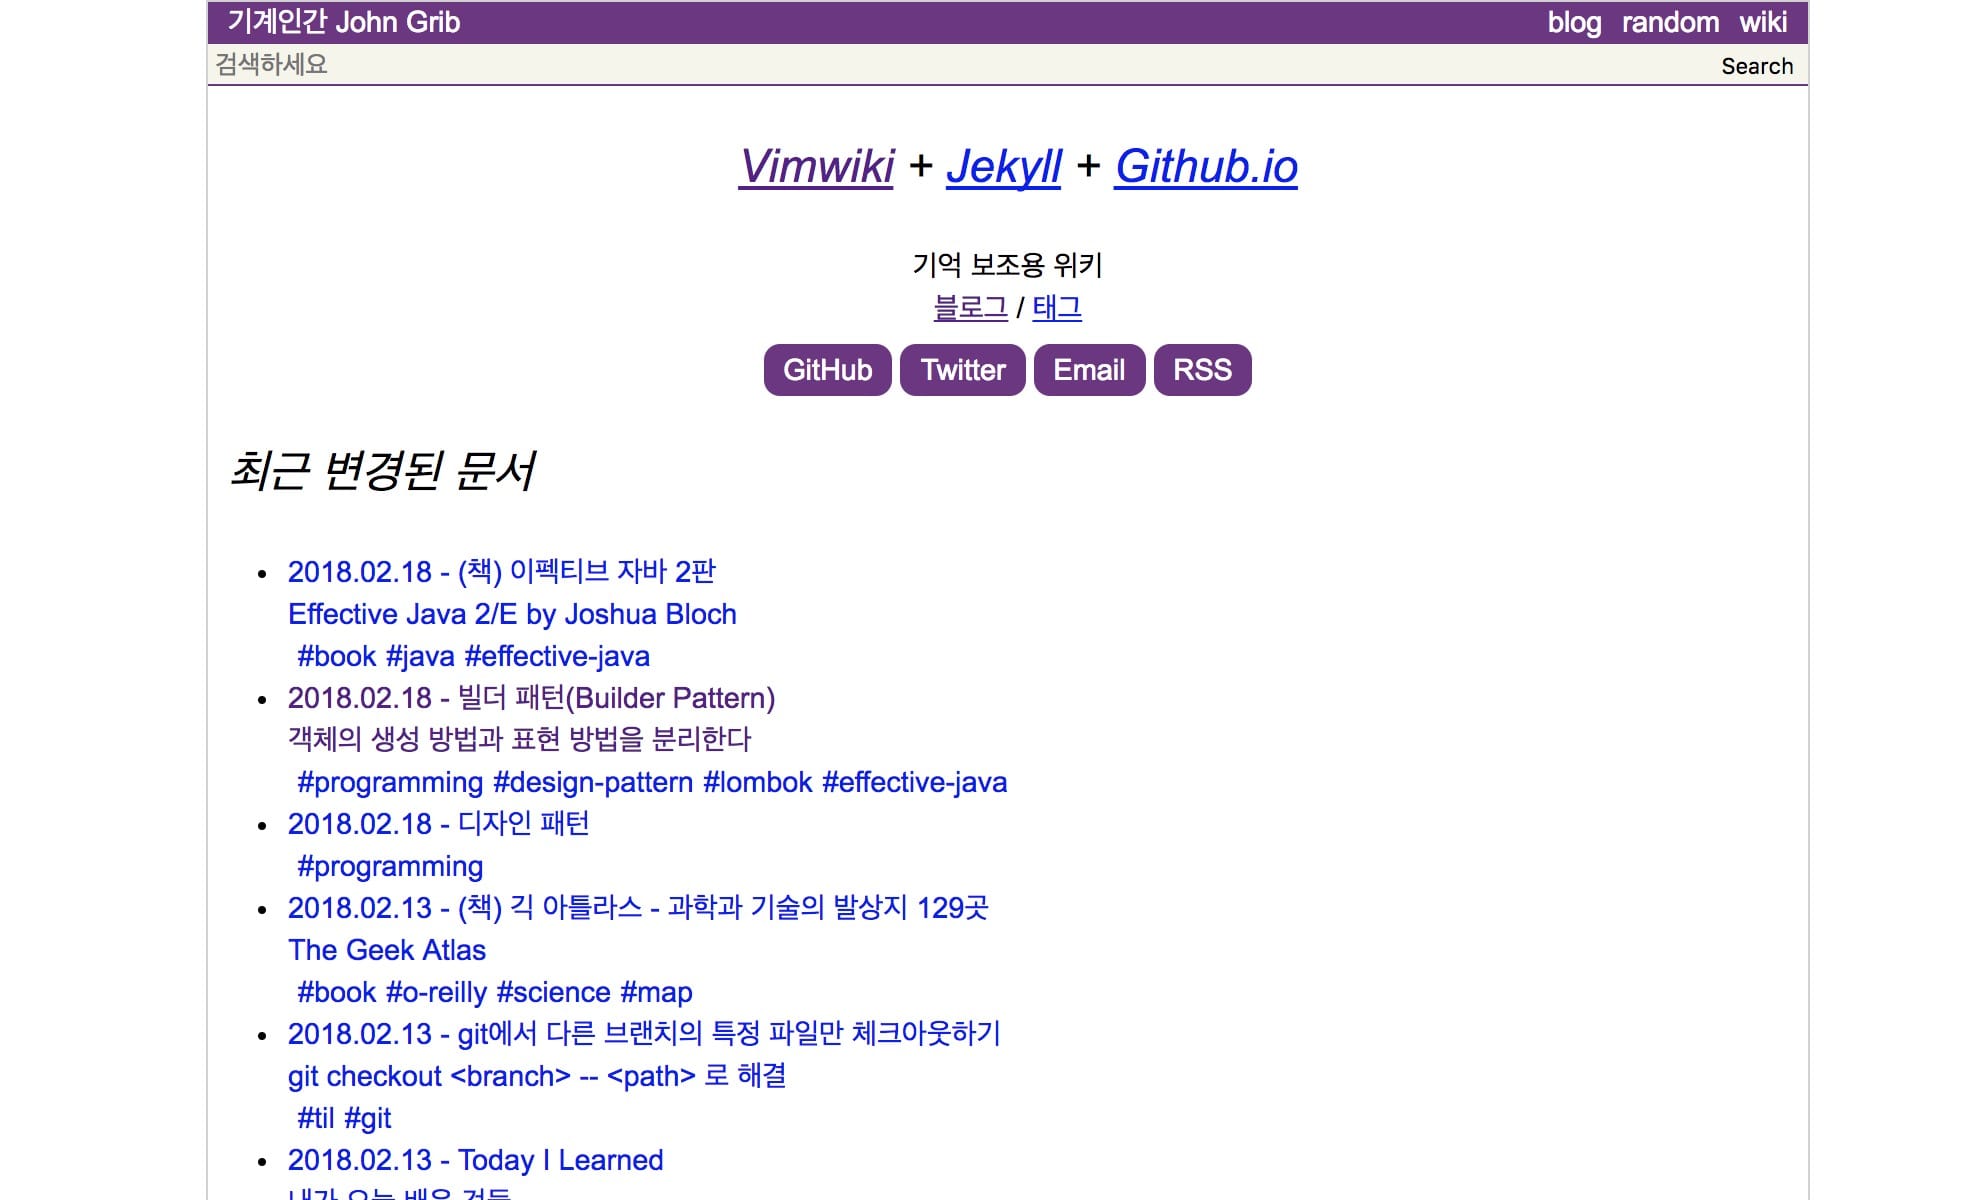 기계인간 John Grib blog random wiki
검색하세요 Search
Vimwiki + Jekyll + Github.io
기억 보조용 위키
블로그 / 태그
GitHub Twitter Email RSS
최근 변경된 문서
2018.02.18 - (책) 이펙티브 자바 2판
Effective Java 2/E by Joshua Bloch
#book #java #effective-java
2018.02.18 - 빌더 패턴(Builder Pattern)
객체의 생성 방법과 표현 방법을 분리한다
#programming #design-pattern #lombok #effective-java
2018.02.18 - 디자인 패턴
#programming
2018.02.13 - (책) 긱 아틀라스 - 과학과 기술의 발상지 129곳
The Geek Atlas
#book #o-reilly #science #map
2018.02.13 - git에서 다른 브랜치의 특정 파일만 체크아웃하기
git checkout <branch> -- <path> 로 해결
#til #git
2018.02.13 - Today I Learned
내가 오늘 배운 것들